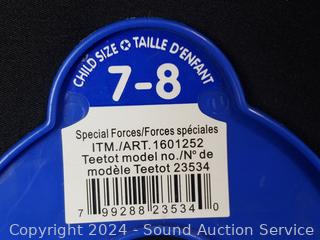 CHILD SIZE ✪ TAILLE D'ENFANT
7-8
Special Forces/Forces spéciales
ITM./ART.1601252
Teetot model no./N° de
modèle Teetot 23534
7 99288 23534 0
Copyright 2024 - Sound Auction Service